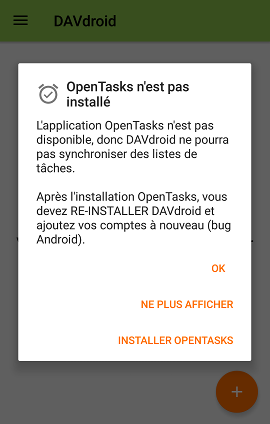 DAVdroid
OpenTasks n'est pas
installé
L'application OpenTasks n'est pas
disponible, donc DAVdroid ne pourra
pas synchroniser des listes de
tâches.
Après l'installation OpenTasks, vous
devez RE-INSTALLER DAVdroid et
ajoutez vos comptes à nouveau (bug
Android).
OK
NE PLUS AFFICHER
INSTALLER OPENTASKS